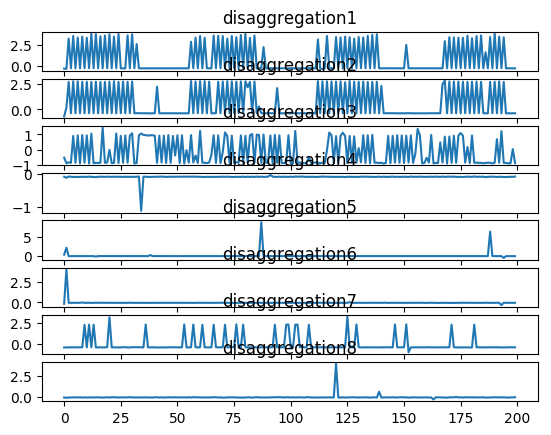 disaggregation1
2.5
0.0
disaggregation2
2.5
0.0
disaggregation3
1
0
−1
disaggregation4
0
−1
disaggregation5
5
0
disaggregation6
2.5
0.0
disaggregation7
2.5
0.0
disaggregation8
2.5
0.0
0 25 50 75 100 125 150 175 200